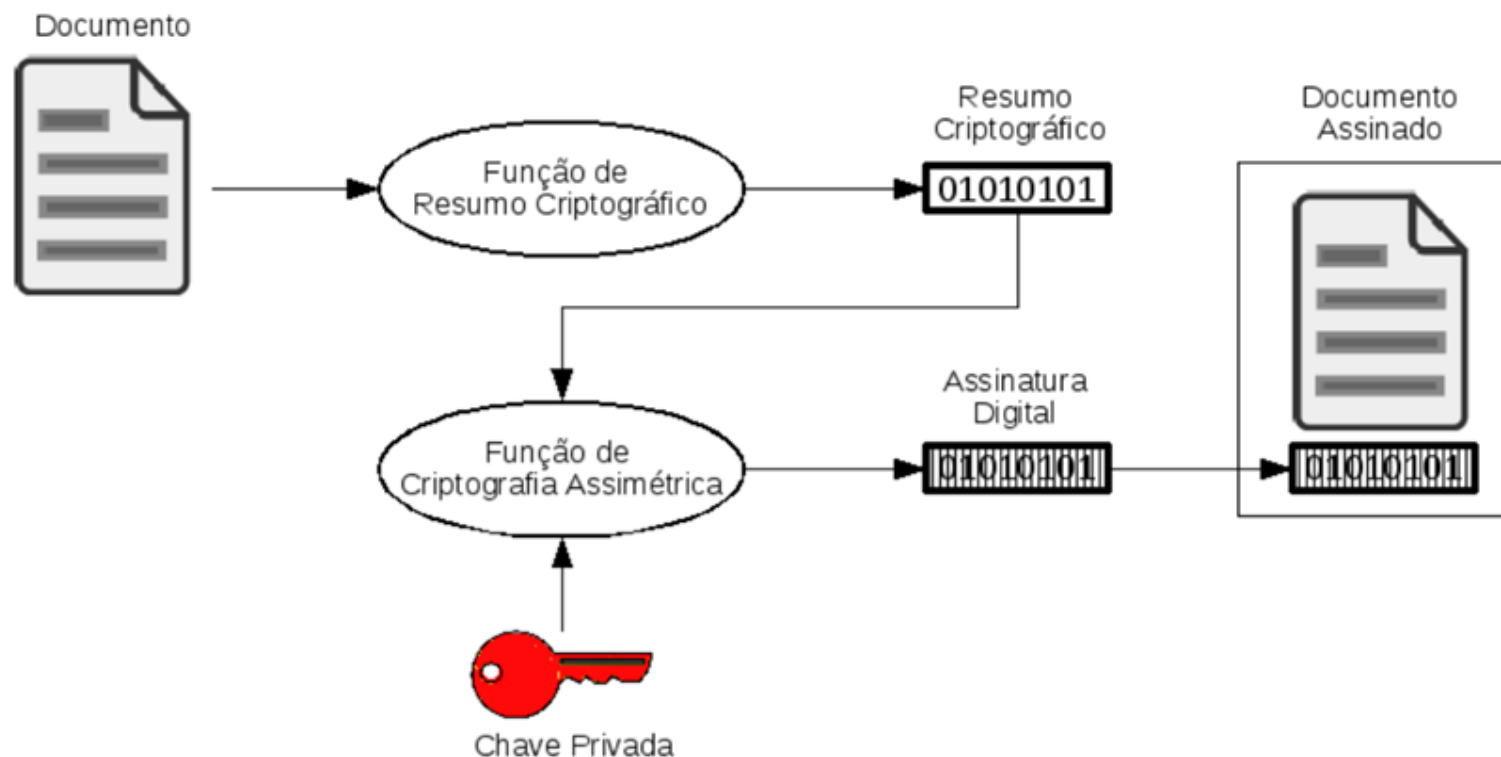 Documento
Função de
Resumo Criptográfico
Resumo
Criptográfico
01010101
Documento
Assinado
Função de
Criptografia Assimétrica
Assinatura
Digital
01010101
01010101
Chave Privada